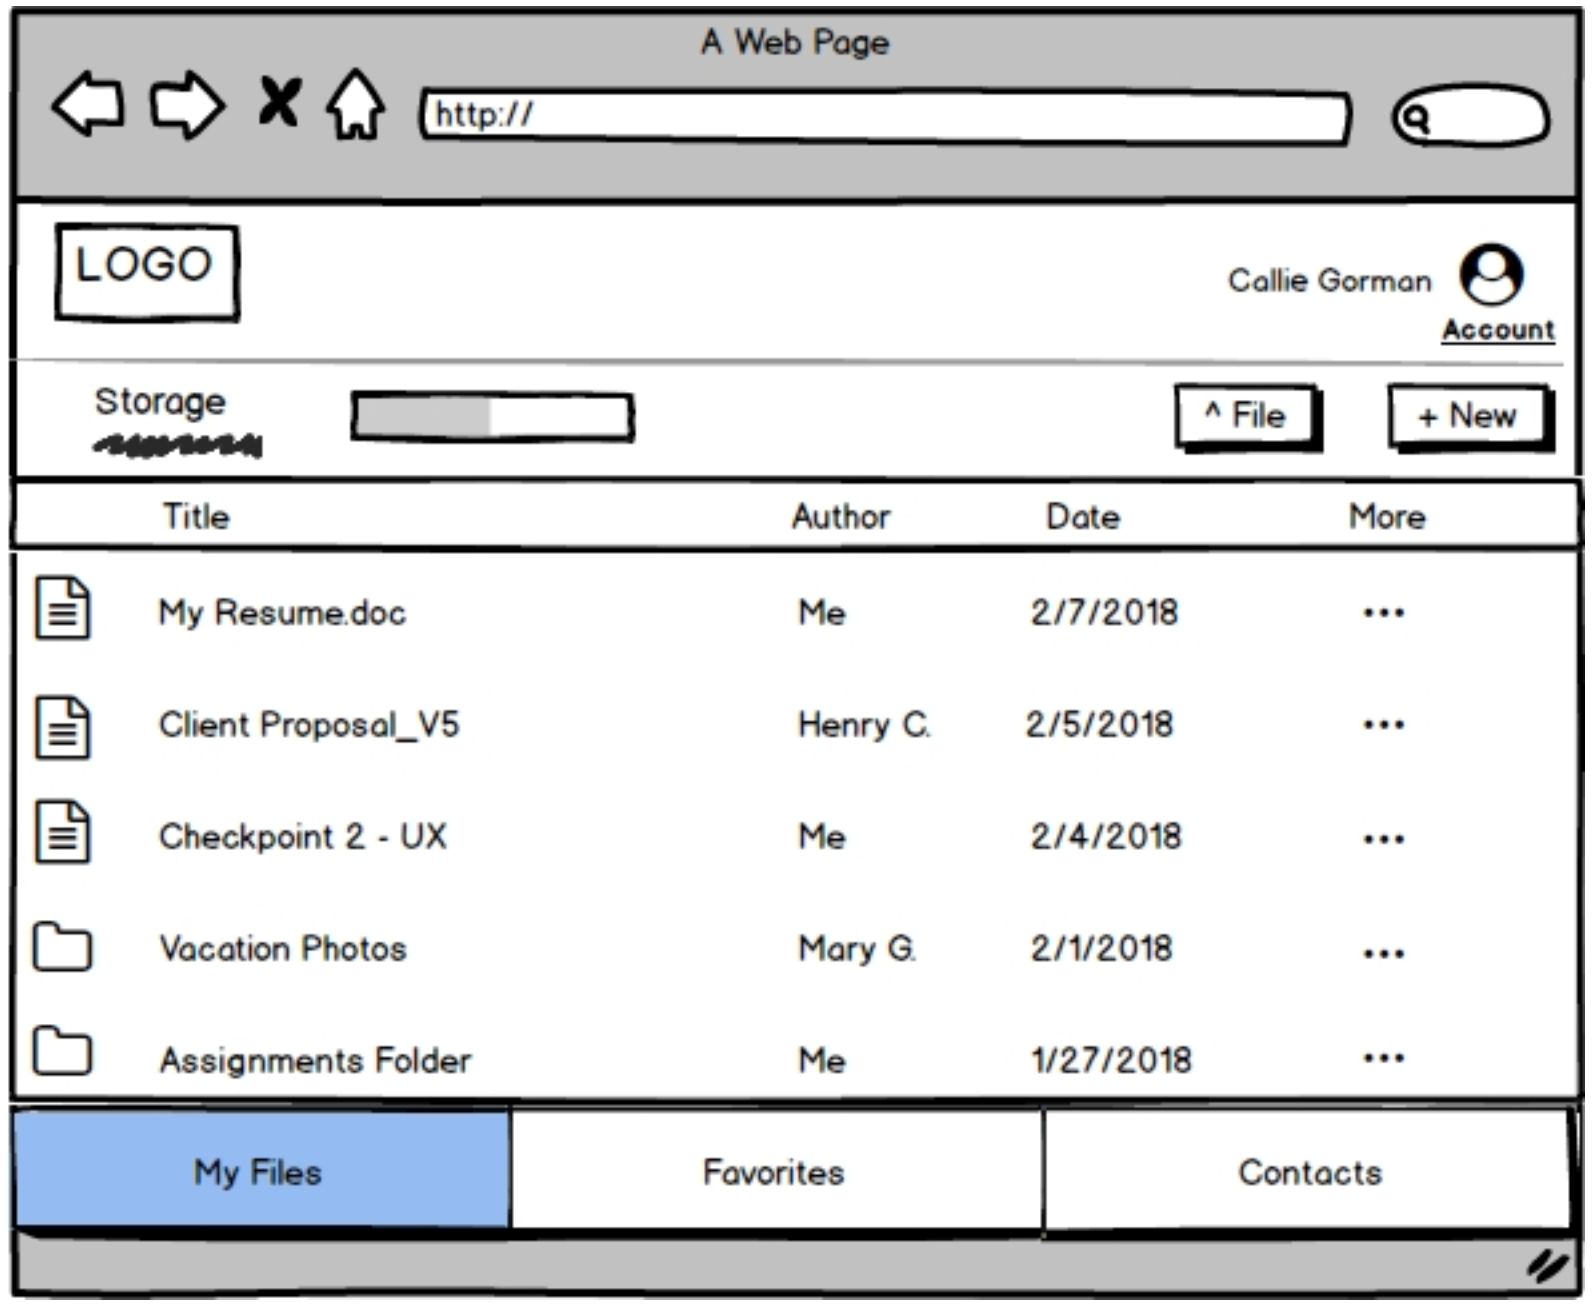 A Web Page
http://
LOGO
Callie Gorman
Account
Storage
^ File
+ New
Title Author Date More
My Resume.doc Me 2/7/2018 ...
Client Proposal_V5 Henry C. 2/5/2018 ...
Checkpoint 2 - UX Me 2/4/2018 ...
Vacation Photos Mary G. 2/1/2018 ...
Assignments Folder Me 1/27/2018 ...
My Files Favorites Contacts